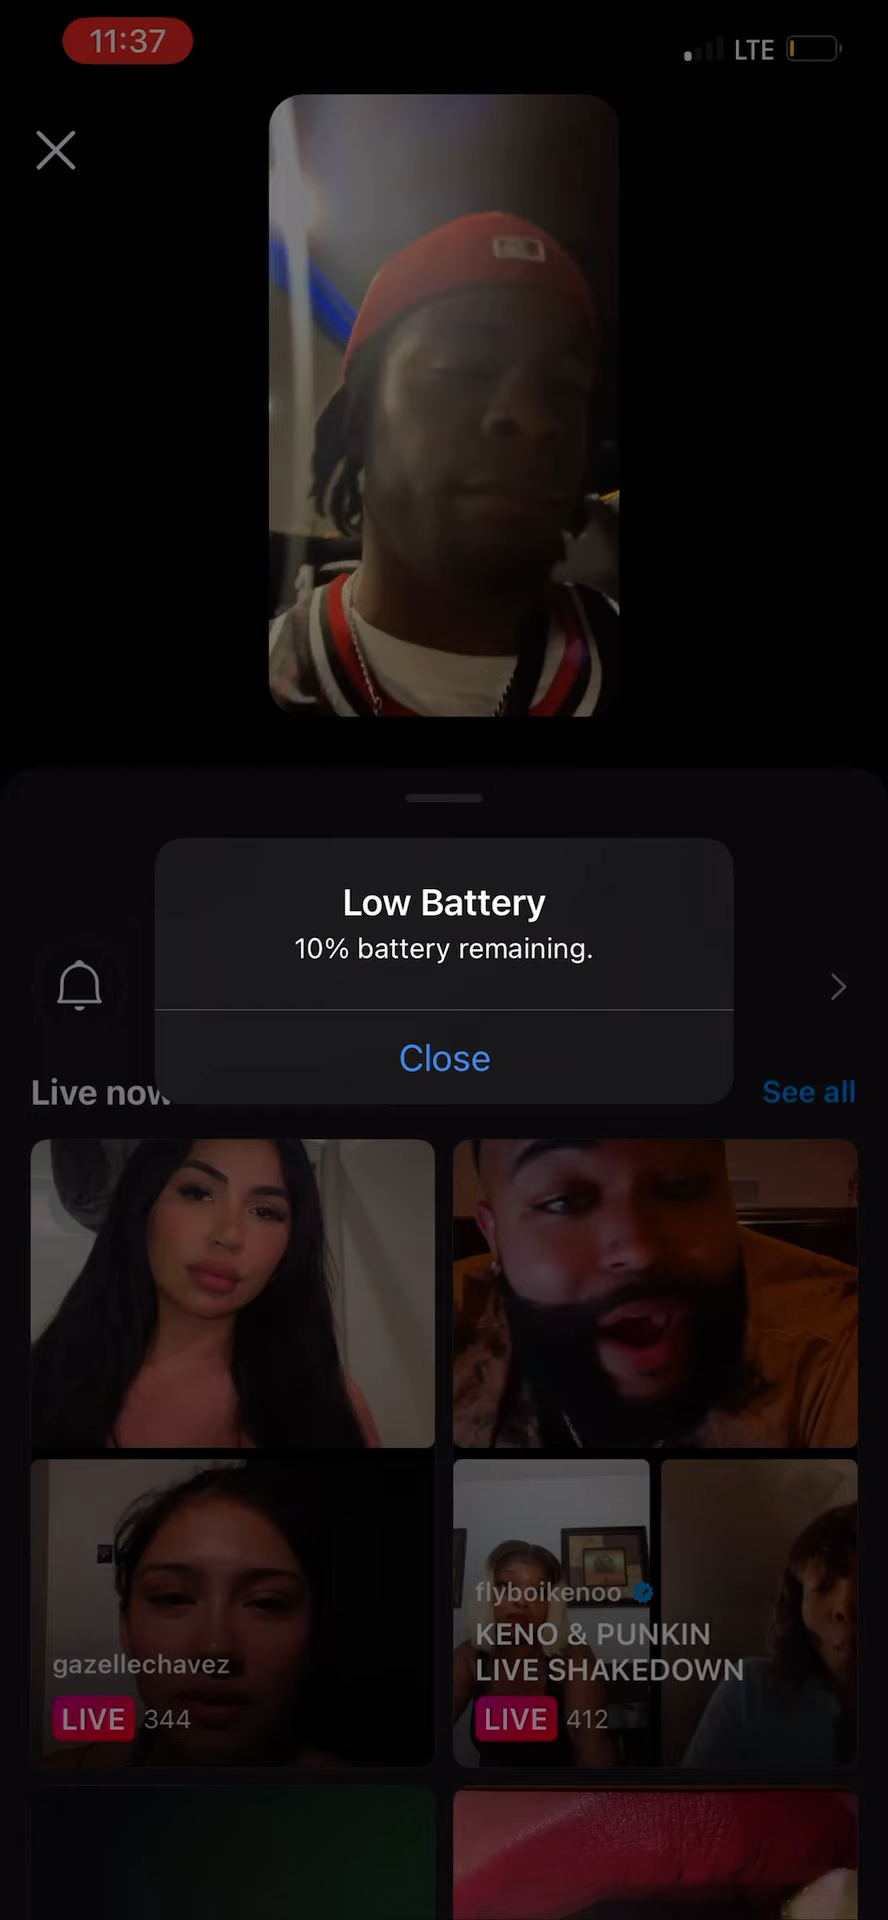 11:37
LTE
Low Battery
10% battery remaining.
Close
Live now
See all
gazellechavez
LIVE 344
flyboikenoo
KENO & PUNKIN
LIVE SHAKEDOWN
LIVE 412